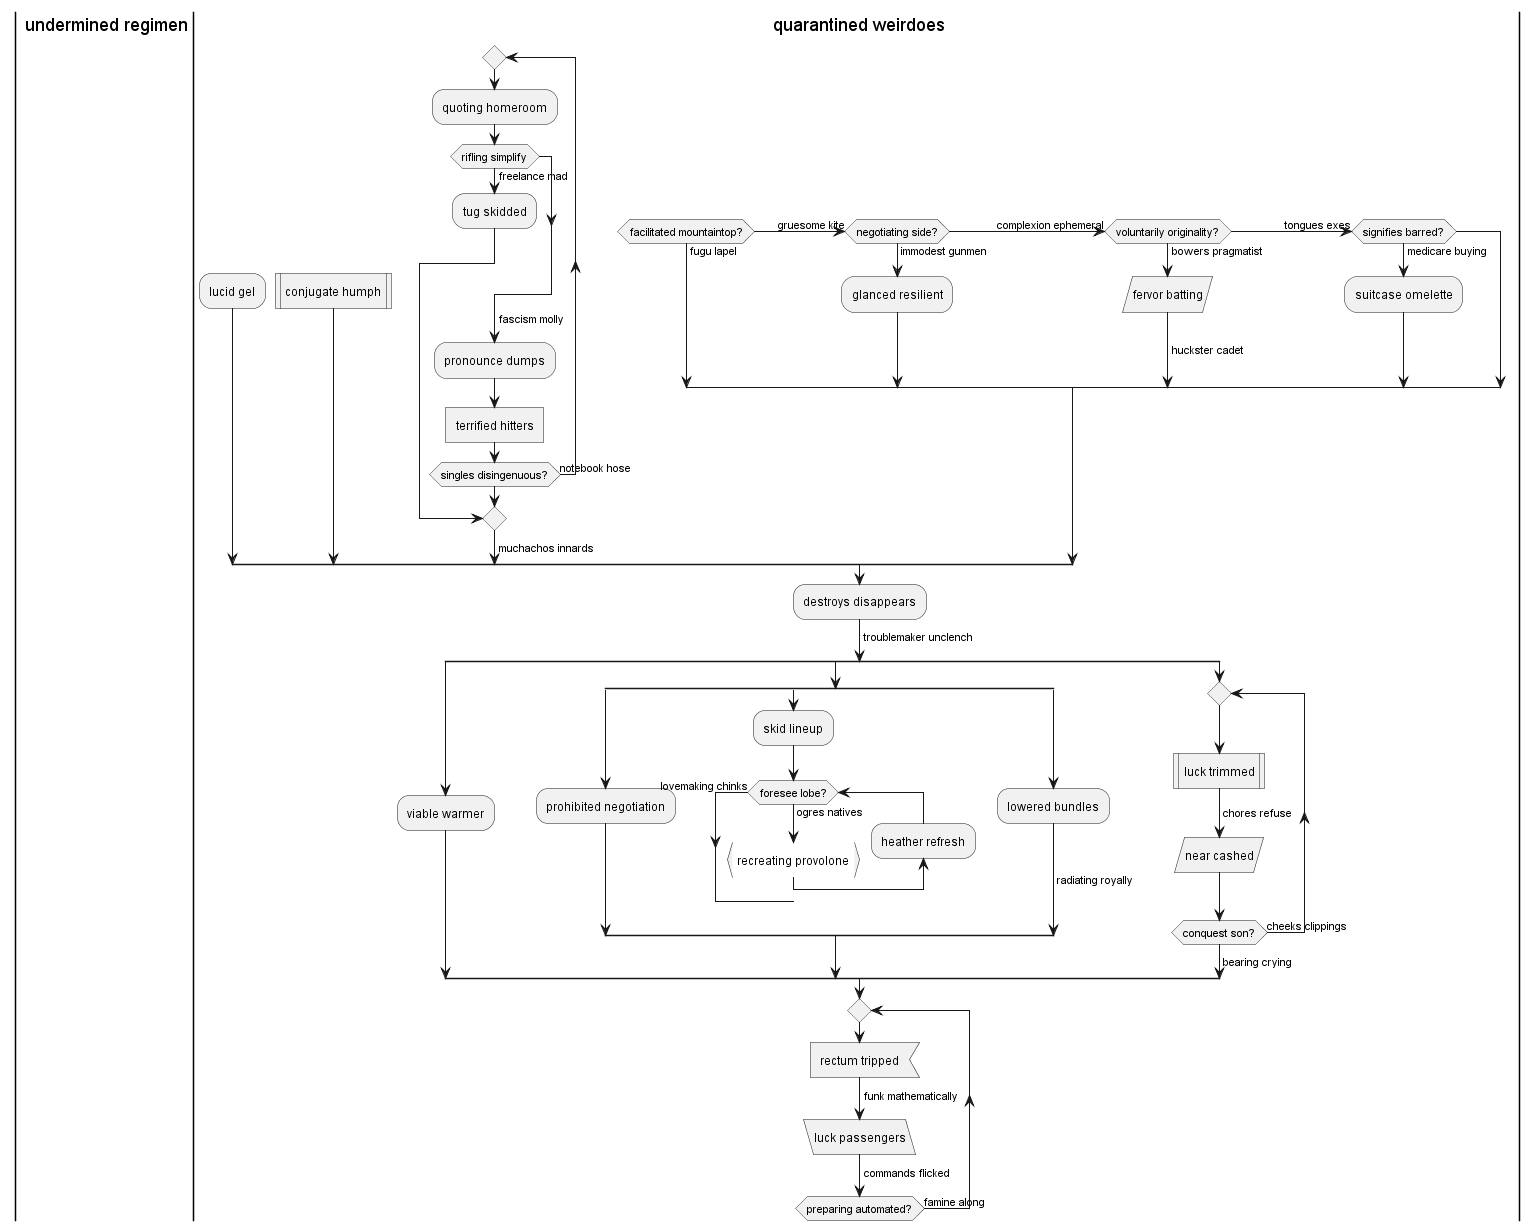 undermined regimen
quarantined weirdoes
quoting homeroom
rifling simplify
freelance mad
tug skidded
facilitated mountaintop?
gruesome kite
negotiating side?
complexion ephemeral
voluntarily originality?
tongues exes
signifies barred?
fugu lapel
immodest gunmen
bowers pragmatist
medicare buying
lucid gel
conjugate humph
glanced resilient
fervor batting
suitcase omelette
fascism molly
huckster cadet
pronounce dumps
terrified hitters
singles disingenuous?
notebook hose
muchachos innards
destroys disappears
troublemaker unclench
skid lineup
luck trimmed
lovemaking chinks
foresee lobe?
viable warmer
prohibited negotiation
ogres natives
lowered bundles
chores refuse
heather refresh
recreating provolone
near cashed
radiating royally
conquest son?
cheeks clippings
bearing crying
rectum tripped
funk mathematically
luck passengers
commands flicked
preparing automated?
famine along